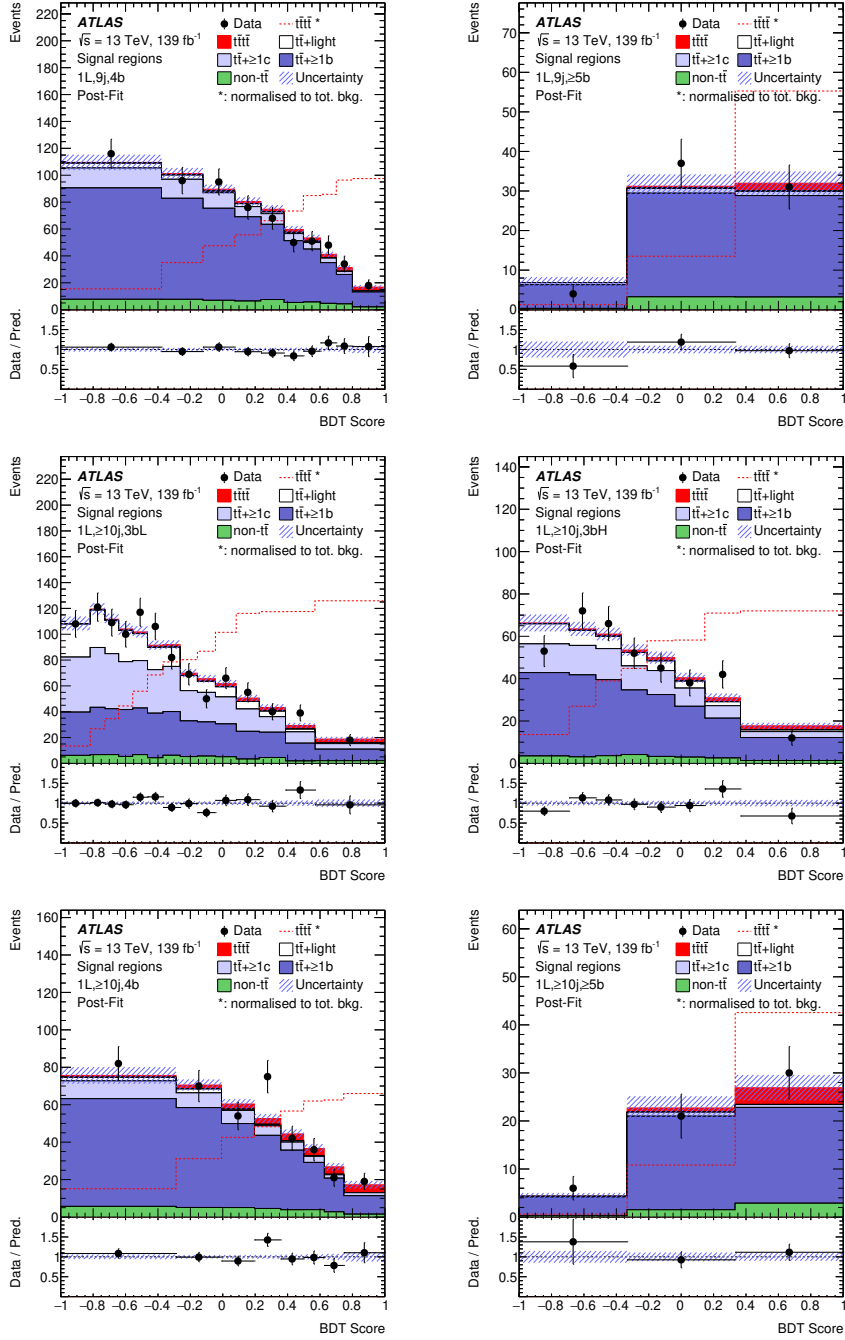 Events
220
200
180
160
140
120
100
80
60
40
20
0
ATLAS
√s = 13 TeV, 139 fb⁻¹
Signal regions
1L,9j,4b
Post-Fit
Data
tt̄tt̄ *
tt̄tt̄
tt̄+light
tt̄+≥1c
tt̄+≥1b
non-tt̄
Uncertainty
*: normalised to tot. bkg.
Data / Pred.
1.5
1
0.5
−1 −0.8 −0.6 −0.4 −0.2 0 0.2 0.4 0.6 0.8 1
BDT Score
Events
70
60
50
40
30
20
10
0
ATLAS
√s = 13 TeV, 139 fb⁻¹
Signal regions
1L,9j,≥5b
Post-Fit
Data
tt̄tt̄ *
tt̄tt̄
tt̄+light
tt̄+≥1c
tt̄+≥1b
non-tt̄
Uncertainty
*: normalised to tot. bkg.
Data / Pred.
1.5
1
0.5
−1 −0.8 −0.6 −0.4 −0.2 0 0.2 0.4 0.6 0.8 1
BDT Score
Events
220
200
180
160
140
120
100
80
60
40
20
0
ATLAS
√s = 13 TeV, 139 fb⁻¹
Signal regions
1L,≥10j,3bL
Post-Fit
Data
tt̄tt̄ *
tt̄tt̄
tt̄+light
tt̄+≥1c
tt̄+≥1b
non-tt̄
Uncertainty
*: normalised to tot. bkg.
Data / Pred.
1.5
1
0.5
−1 −0.8 −0.6 −0.4 −0.2 0 0.2 0.4 0.6 0.8 1
BDT Score
Events
140
120
100
80
60
40
20
0
ATLAS
√s = 13 TeV, 139 fb⁻¹
Signal regions
1L,≥10j,3bH
Post-Fit
Data
tt̄tt̄ *
tt̄tt̄
tt̄+light
tt̄+≥1c
tt̄+≥1b
non-tt̄
Uncertainty
*: normalised to tot. bkg.
Data / Pred.
1.5
1
0.5
−1 −0.8 −0.6 −0.4 −0.2 0 0.2 0.4 0.6 0.8 1
BDT Score
Events
160
140
120
100
80
60
40
20
0
ATLAS
√s = 13 TeV, 139 fb⁻¹
Signal regions
1L,≥10j,4b
Post-Fit
Data
tt̄tt̄ *
tt̄tt̄
tt̄+light
tt̄+≥1c
tt̄+≥1b
non-tt̄
Uncertainty
*: normalised to tot. bkg.
Data / Pred.
1.5
1
0.5
−1 −0.8 −0.6 −0.4 −0.2 0 0.2 0.4 0.6 0.8 1
BDT Score
Events
60
50
40
30
20
10
0
ATLAS
√s = 13 TeV, 139 fb⁻¹
Signal regions
1L,≥10j,≥5b
Post-Fit
Data
tt̄tt̄ *
tt̄tt̄
tt̄+light
tt̄+≥1c
tt̄+≥1b
non-tt̄
Uncertainty
*: normalised to tot. bkg.
Data / Pred.
1.5
1
0.5
−1 −0.8 −0.6 −0.4 −0.2 0 0.2 0.4 0.6 0.8 1
BDT Score